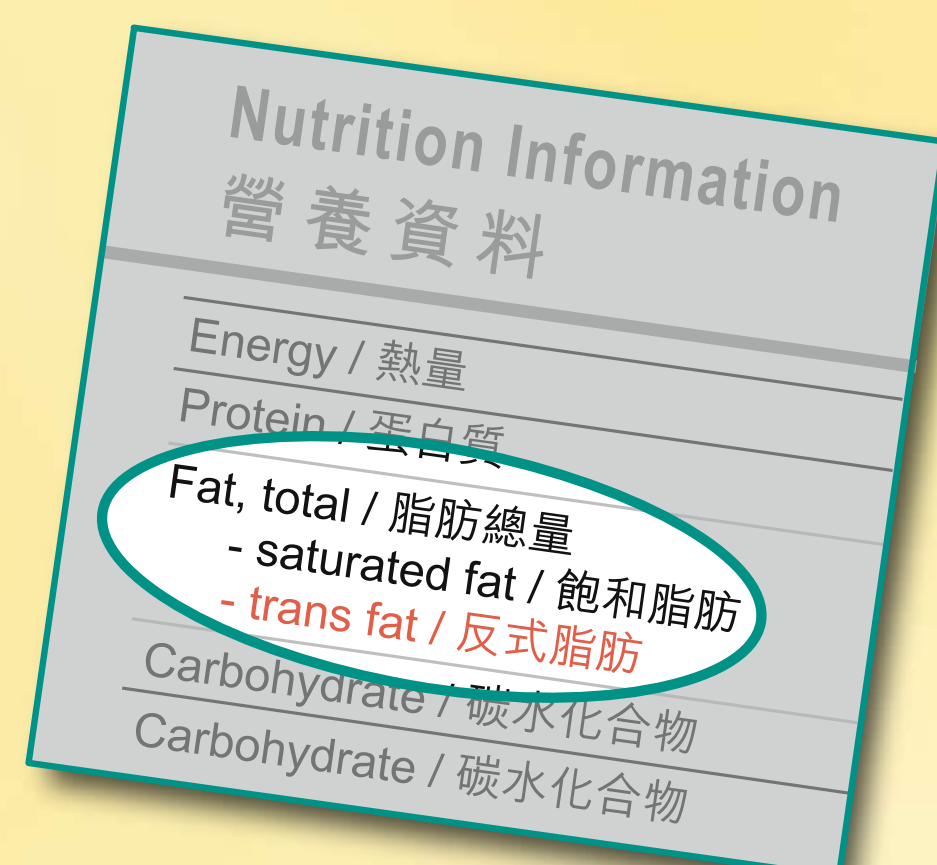 Nutrition Information
營養資料
Energy / 熱量
Protein / 蛋白質
Fat, total / 脂肪總量
- saturated fat / 飽和脂肪
- trans fat / 反式脂肪
Carbohydrate / 碳水化合物
Carbohydrate / 碳水化合物